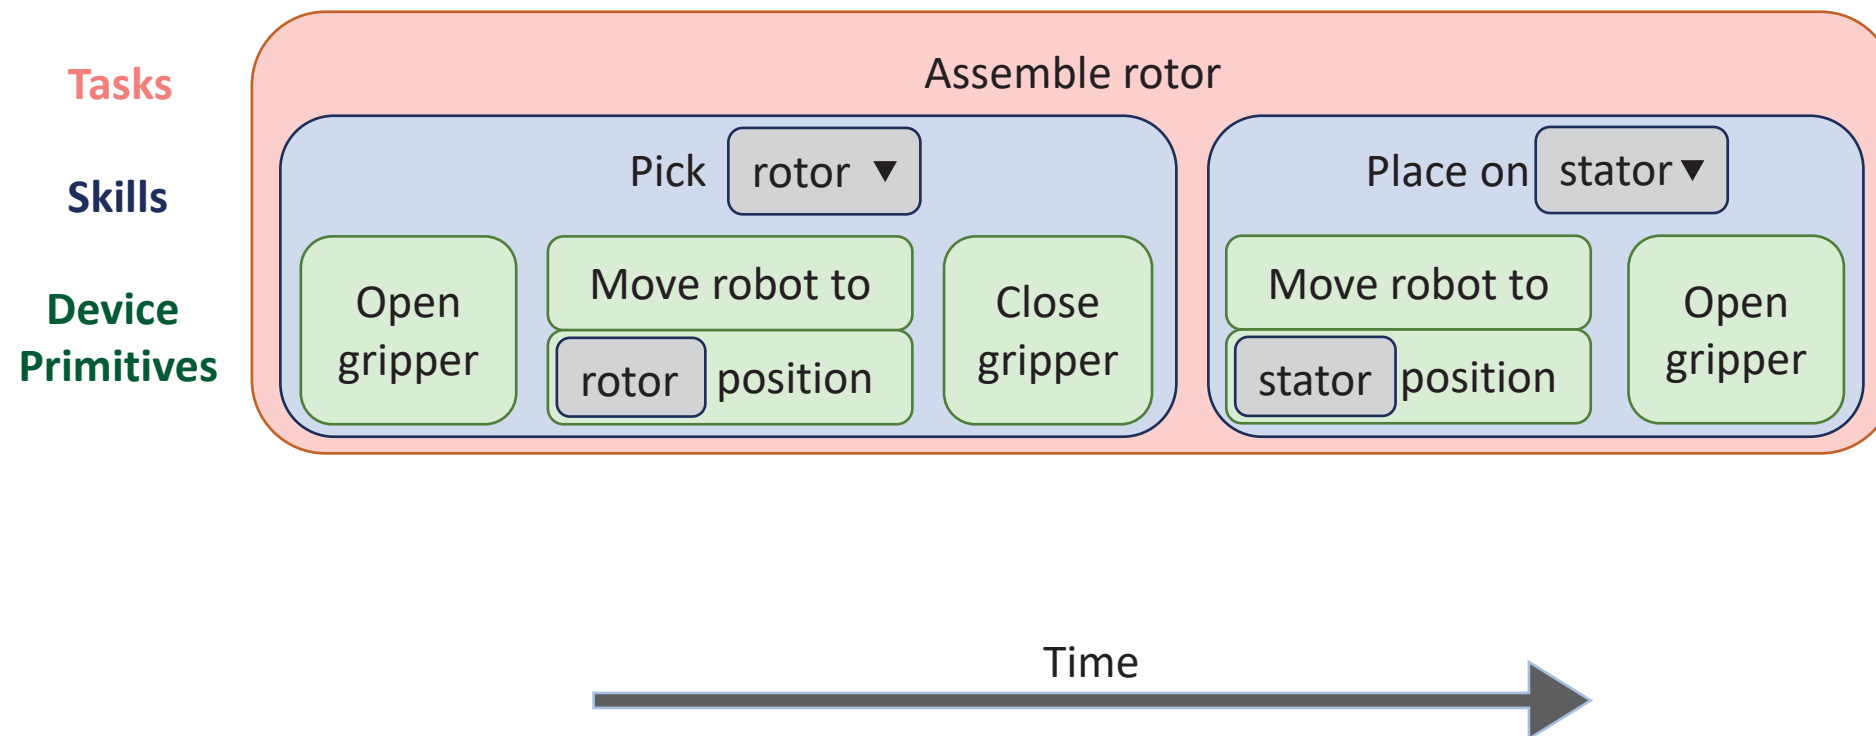 Tasks
Assemble rotor
Skills
Pick rotor ▼
Place on stator ▼
Device
Primitives
Open
gripper
Move robot to
rotor position
Close
gripper
Move robot to
stator position
Open
gripper
Time